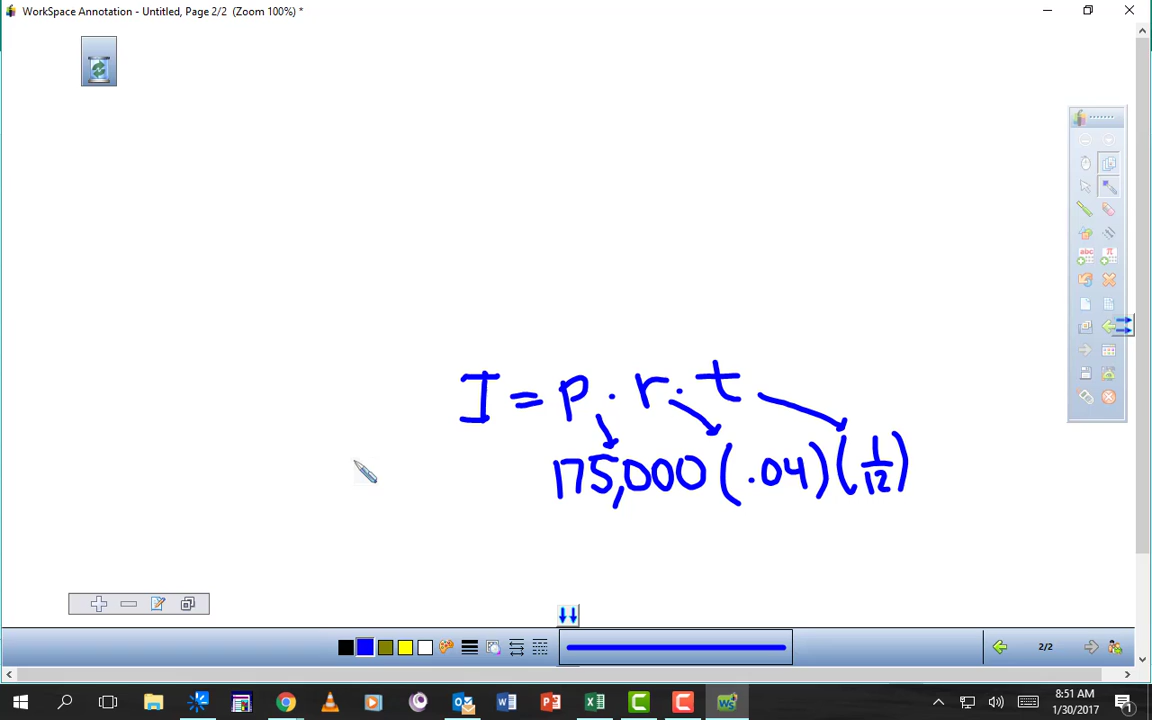 WorkSpace Annotation - Untitled, Page 2/2 (Zoom 100%) *
abc π
I = p · r · t
175,000 (.04) (1/12)
2/2
8:51 AM
1/30/2017